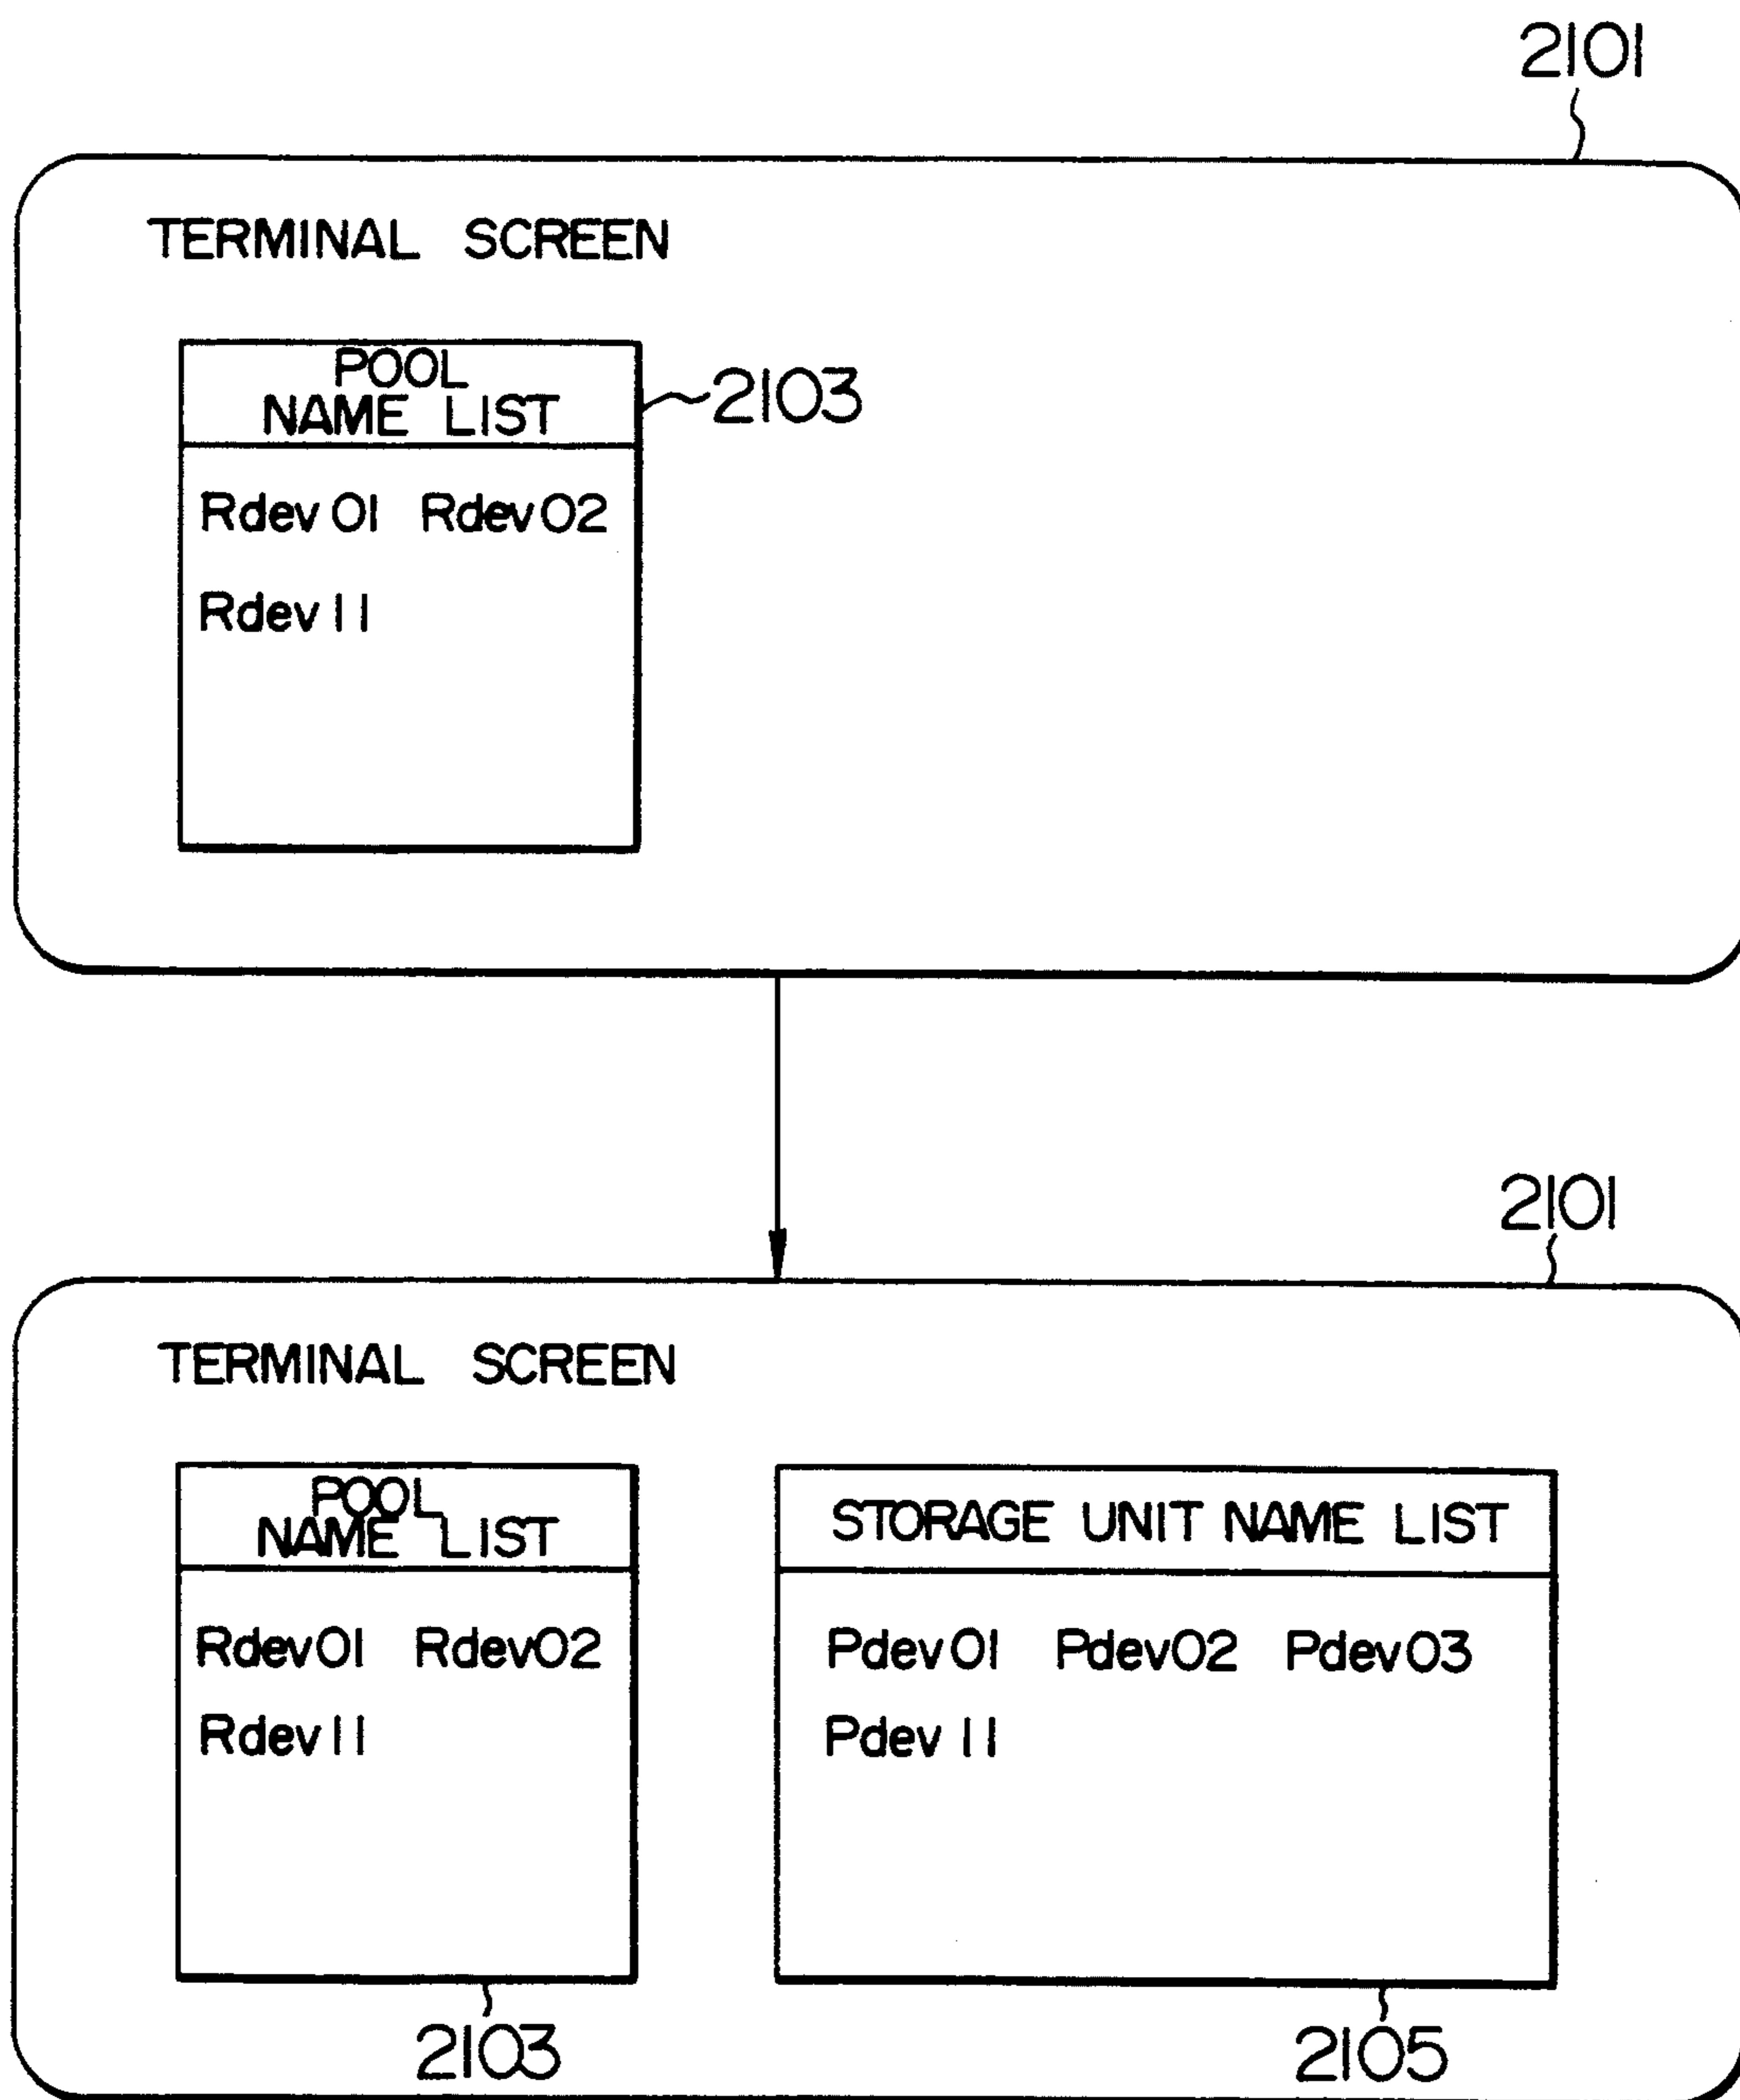 2101
TERMINAL SCREEN
POOL
NAME LIST
2103
Rdev01 Rdev02
Rdev11
2101
TERMINAL SCREEN
POOL
NAME LIST
STORAGE UNIT NAME LIST
Rdev01 Rdev02
Pdev01 Pdev02 Pdev03
Rdev11
Pdev11
2103
2105